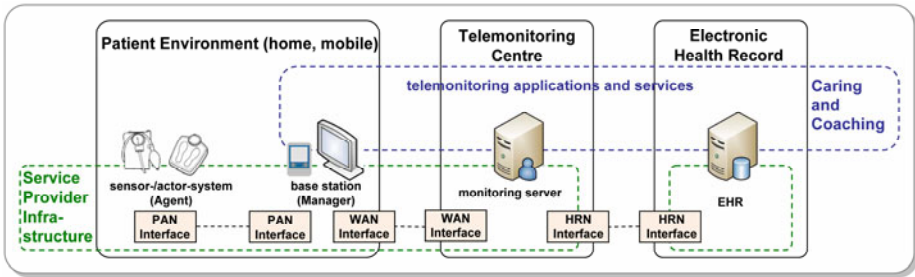 Patient Environment (home, mobile)
Telemonitoring
Centre
Electronic
Health Record
telemonitoring applications and services
Caring
and
Coaching
Service
Provider
Infra-
structure
sensor-/actor-system
(Agent)
base station
(Manager)
monitoring server
EHR
PAN
Interface
PAN
Interface
WAN
Interface
WAN
Interface
HRN
Interface
HRN
Interface